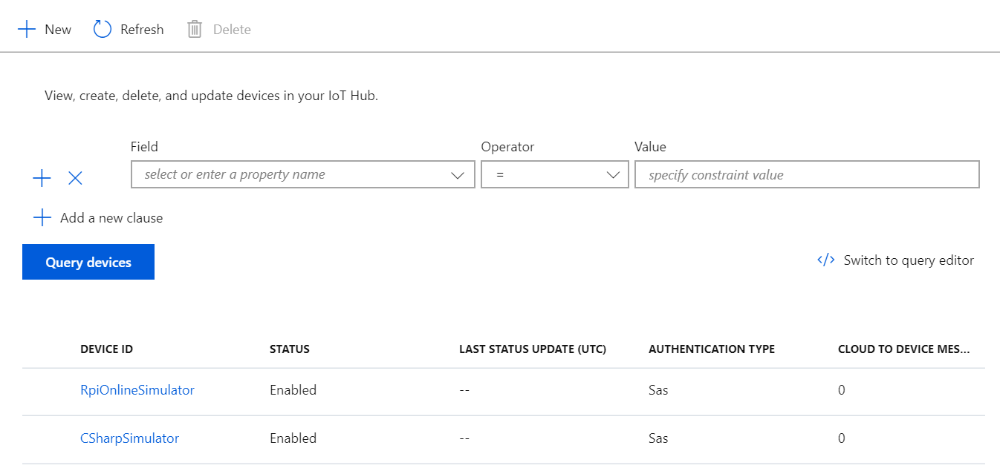 New Refresh Delete
View, create, delete, and update devices in your IoT Hub.
Field Operator Value
select or enter a property name = specify constraint value
Add a new clause
Query devices </> Switch to query editor
DEVICE ID STATUS LAST STATUS UPDATE (UTC) AUTHENTICATION TYPE CLOUD TO DEVICE MES...
RpiOnlineSimulator Enabled -- Sas 0
CSharpSimulator Enabled -- Sas 0